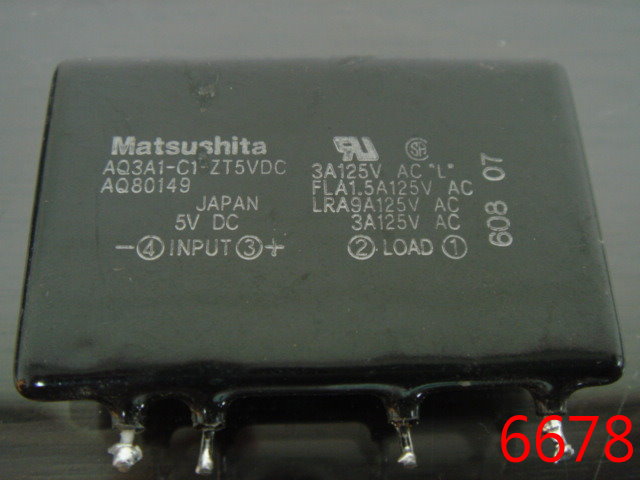 Matsushita
AQ3A1-C1-ZT5VDC
AQ80149
JAPAN
5V DC
−④ INPUT ③+
3A125V AC "L"
FLA1.5A125V AC
LRA9A125V AC
3A125V AC
② LOAD ①
608 07
6678